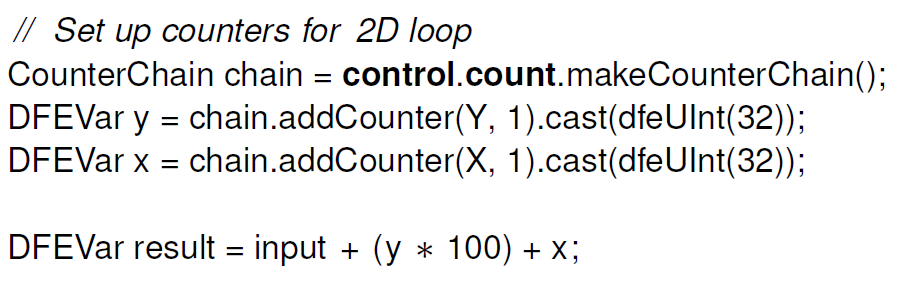 // Set up counters for 2D loop
CounterChain chain = control.count.makeCounterChain();
DFEVar y = chain.addCounter(Y, 1).cast(dfeUInt(32));
DFEVar x = chain.addCounter(X, 1).cast(dfeUInt(32));
DFEVar result = input + (y * 100) + x;